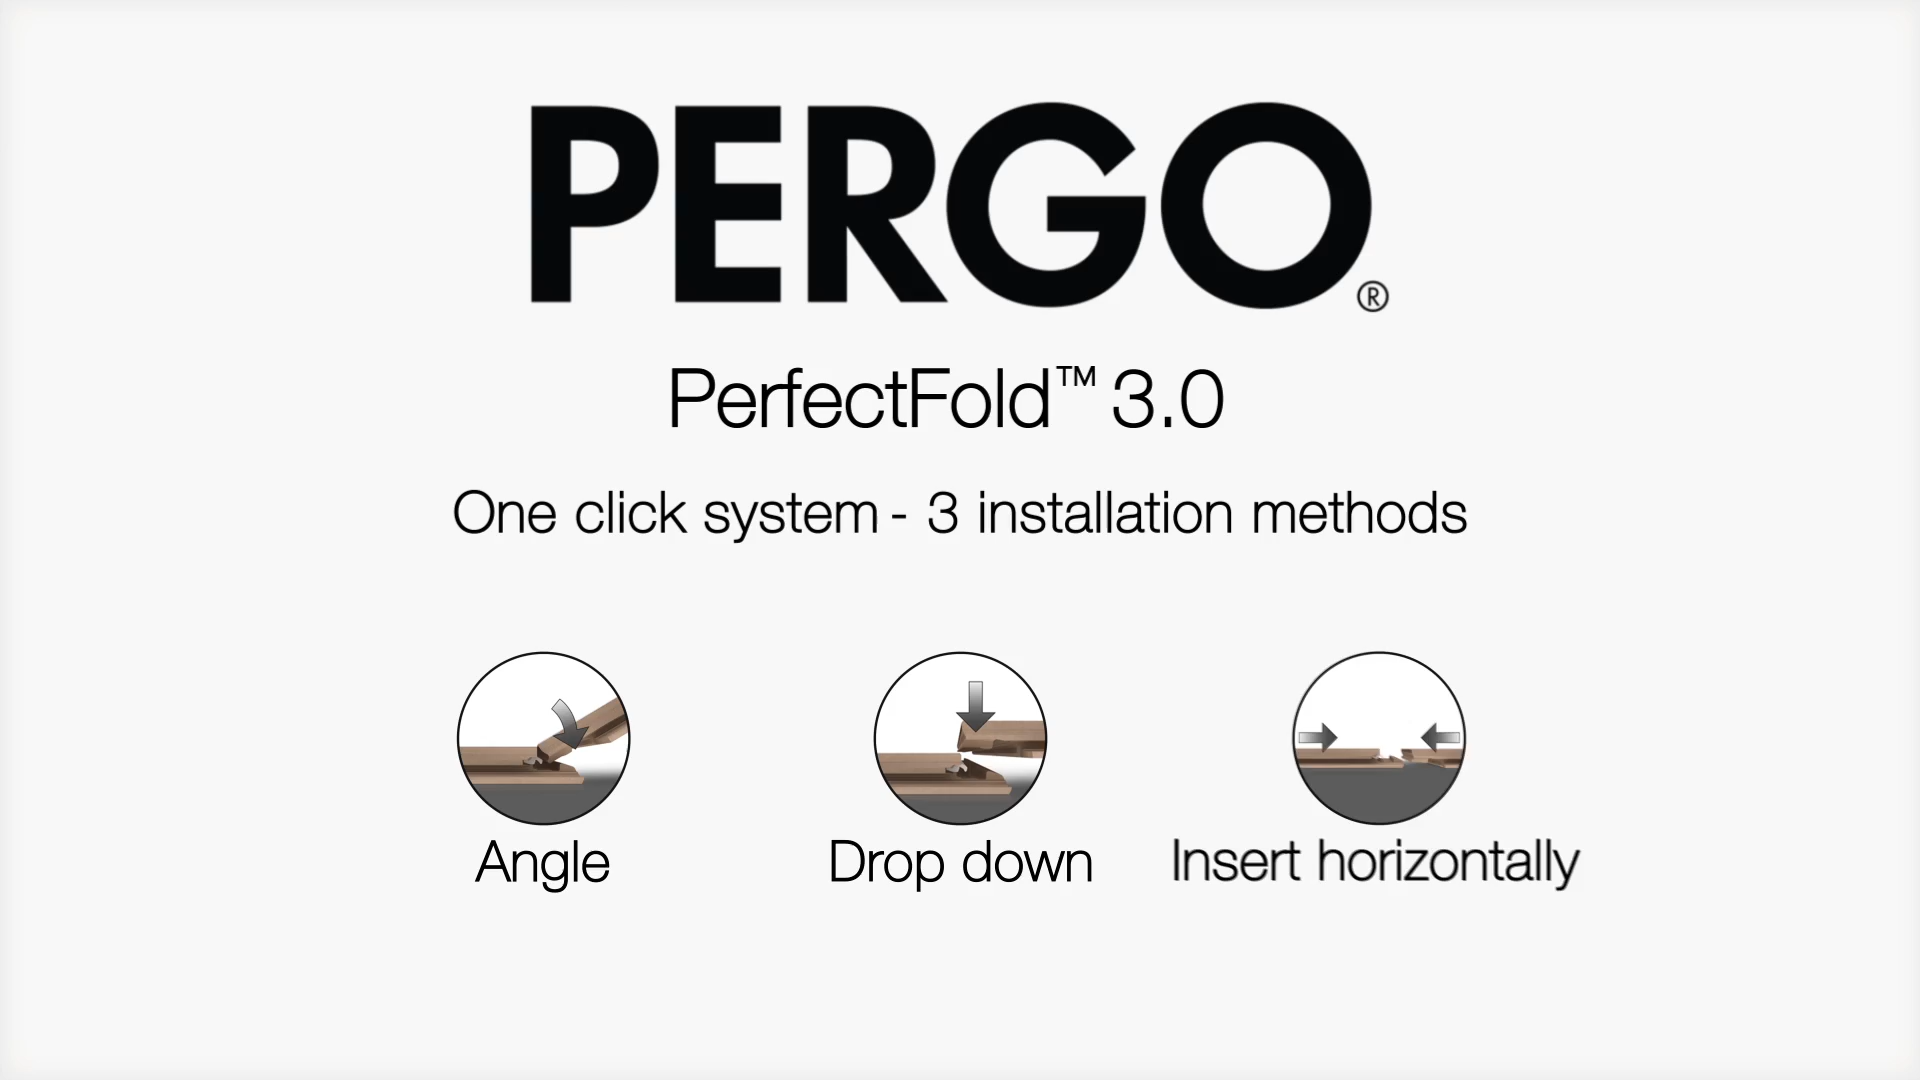 PERGO®
PerfectFold™ 3.0
One click system - 3 installation methods
Angle
Drop down
Insert horizontally